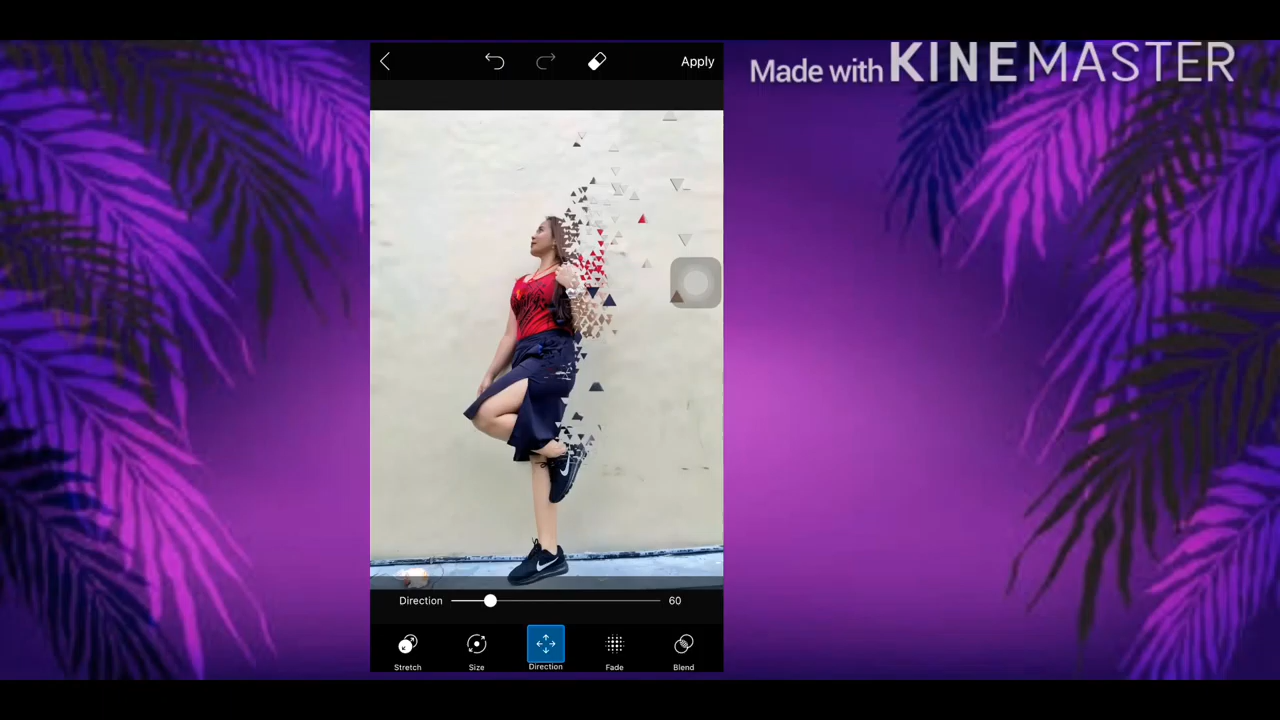 Apply
Made with KINEMASTER
Direction 60
Stretch Size Direction Fade Blend